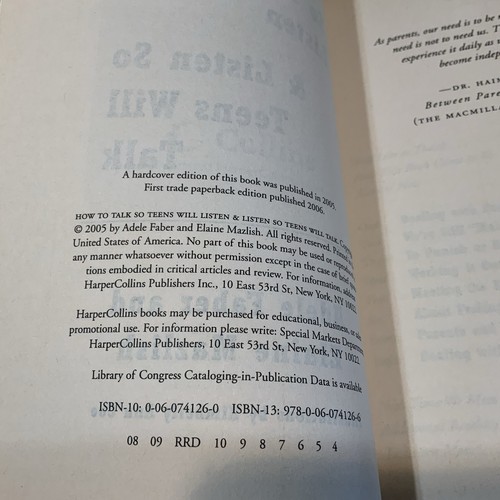 A hardcover edition of this book was published in 2005.
First trade paperback edition published 2006.
HOW TO TALK SO TEENS WILL LISTEN & LISTEN SO TEENS WILL TALK.
© 2005 by Adele Faber and Elaine Mazlish. All rights reserved. Printed
United States of America. No part of this book may be used or reproduced
any manner whatsoever without permission except in the case of brief
tions embodied in critical articles and review. For information, address
HarperCollins Publishers Inc., 10 East 53rd St, New York, NY 10022.
HarperCollins books may be purchased for educational, business, or sales
promotional use. For information please write: Special Markets Department
HarperCollins Publishers, 10 East 53rd St, New York, NY 10022
Library of Congress Cataloging-in-Publication Data is available
ISBN-10: 0-06-074126-0 ISBN-13: 978-0-06-074126-6
08 09 RRD 10 9 8 7 6 5 4
As parents, our need is to be
need is not to need us. T
experience it daily as
become indep
—DR. HAIM
Between Pare
(THE MACMILL